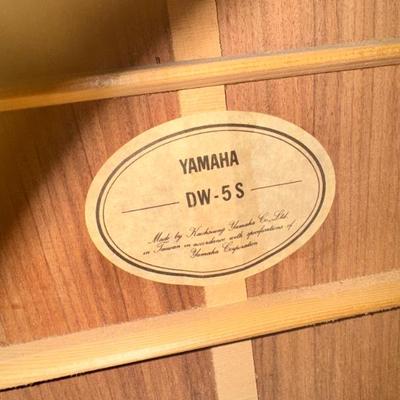 YAMAHA
DW-5S
Made by Kaohsiung Yamaha Co., Ltd.
in Taiwan in accordance with specifications of
Yamaha Corporation